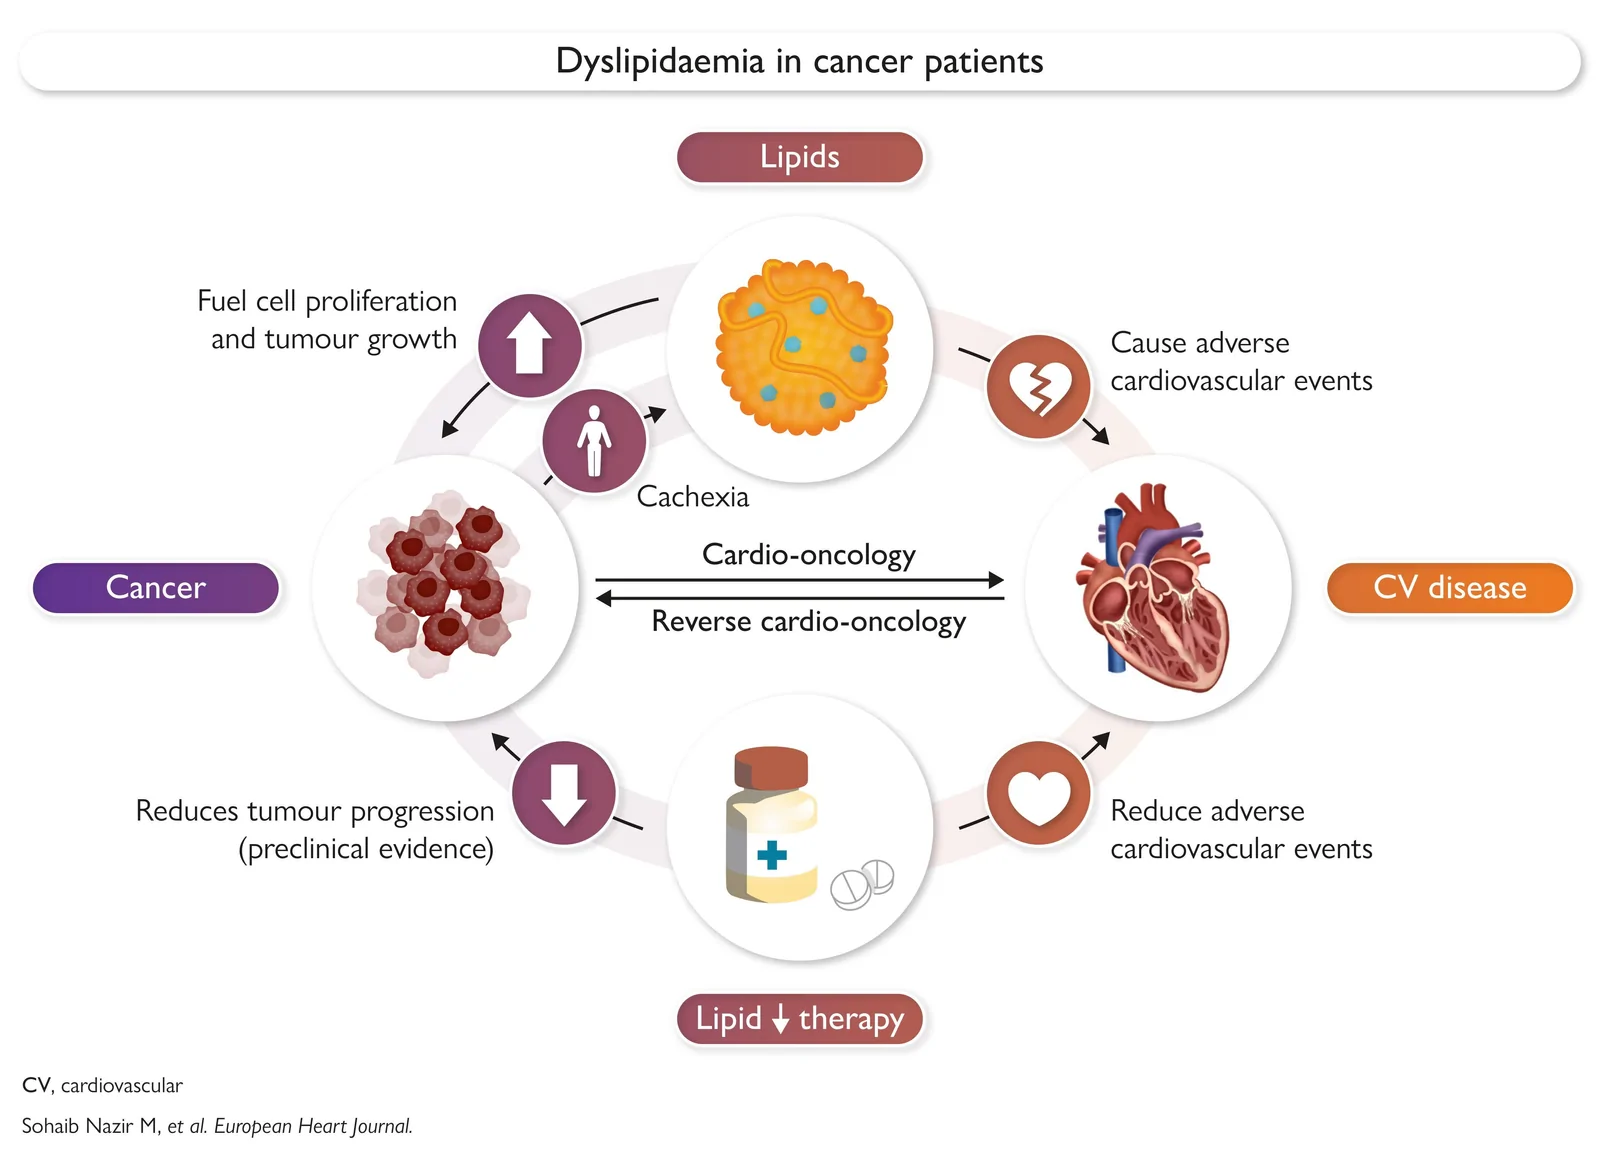 Dyslipidaemia in cancer patients
Lipids
Fuel cell proliferation
and tumour growth
Cause adverse
cardiovascular events
Cachexia
Cardio-oncology
Cancer
CV disease
Reverse cardio-oncology
Reduces tumour progression
(preclinical evidence)
Reduce adverse
cardiovascular events
Lipid ↓ therapy
CV, cardiovascular
Sohaib Nazir M, et al. European Heart Journal.